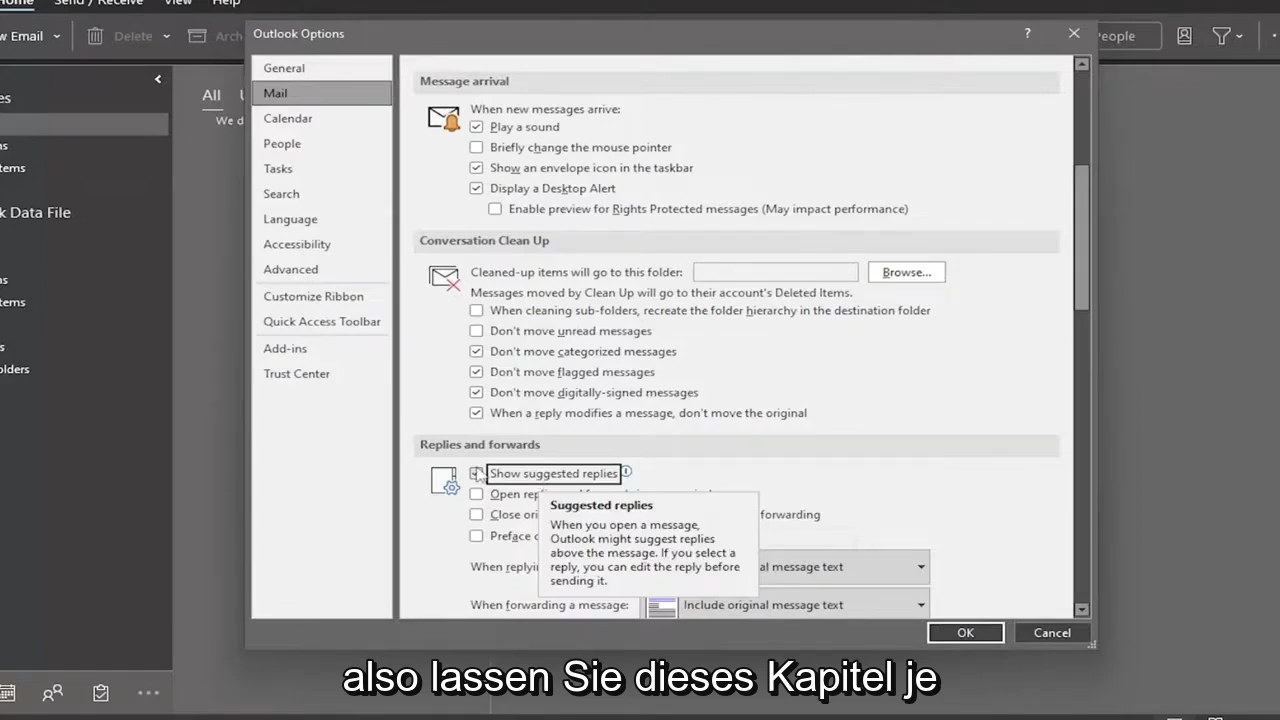 Home Send / Receive View Help
w Email Delete Arch People
Outlook Options ?
General
Mail
Calendar
People
Tasks
Search
Language
Accessibility
Advanced
Customize Ribbon
Quick Access Toolbar
Add-ins
Trust Center
All
We d
es
ns
tems
k Data File
ns
tems
s
olders
Message arrival
When new messages arrive:
Play a sound
Briefly change the mouse pointer
Show an envelope icon in the taskbar
Display a Desktop Alert
Enable preview for Rights Protected messages (May impact performance)
Conversation Clean Up
Cleaned-up items will go to this folder: Browse...
Messages moved by Clean Up will go to their account's Deleted Items.
When cleaning sub-folders, recreate the folder hierarchy in the destination folder
Don't move unread messages
Don't move categorized messages
Don't move flagged messages
Don't move digitally-signed messages
When a reply modifies a message, don't move the original
Replies and forwards
Show suggested replies
Open rep
Close ori forwarding
Preface c
When replyin al message text
When forwarding a message: Include original message text
Suggested replies
When you open a message,
Outlook might suggest replies
above the message. If you select a
reply, you can edit the reply before
sending it.
OK Cancel
also lassen Sie dieses Kapitel je